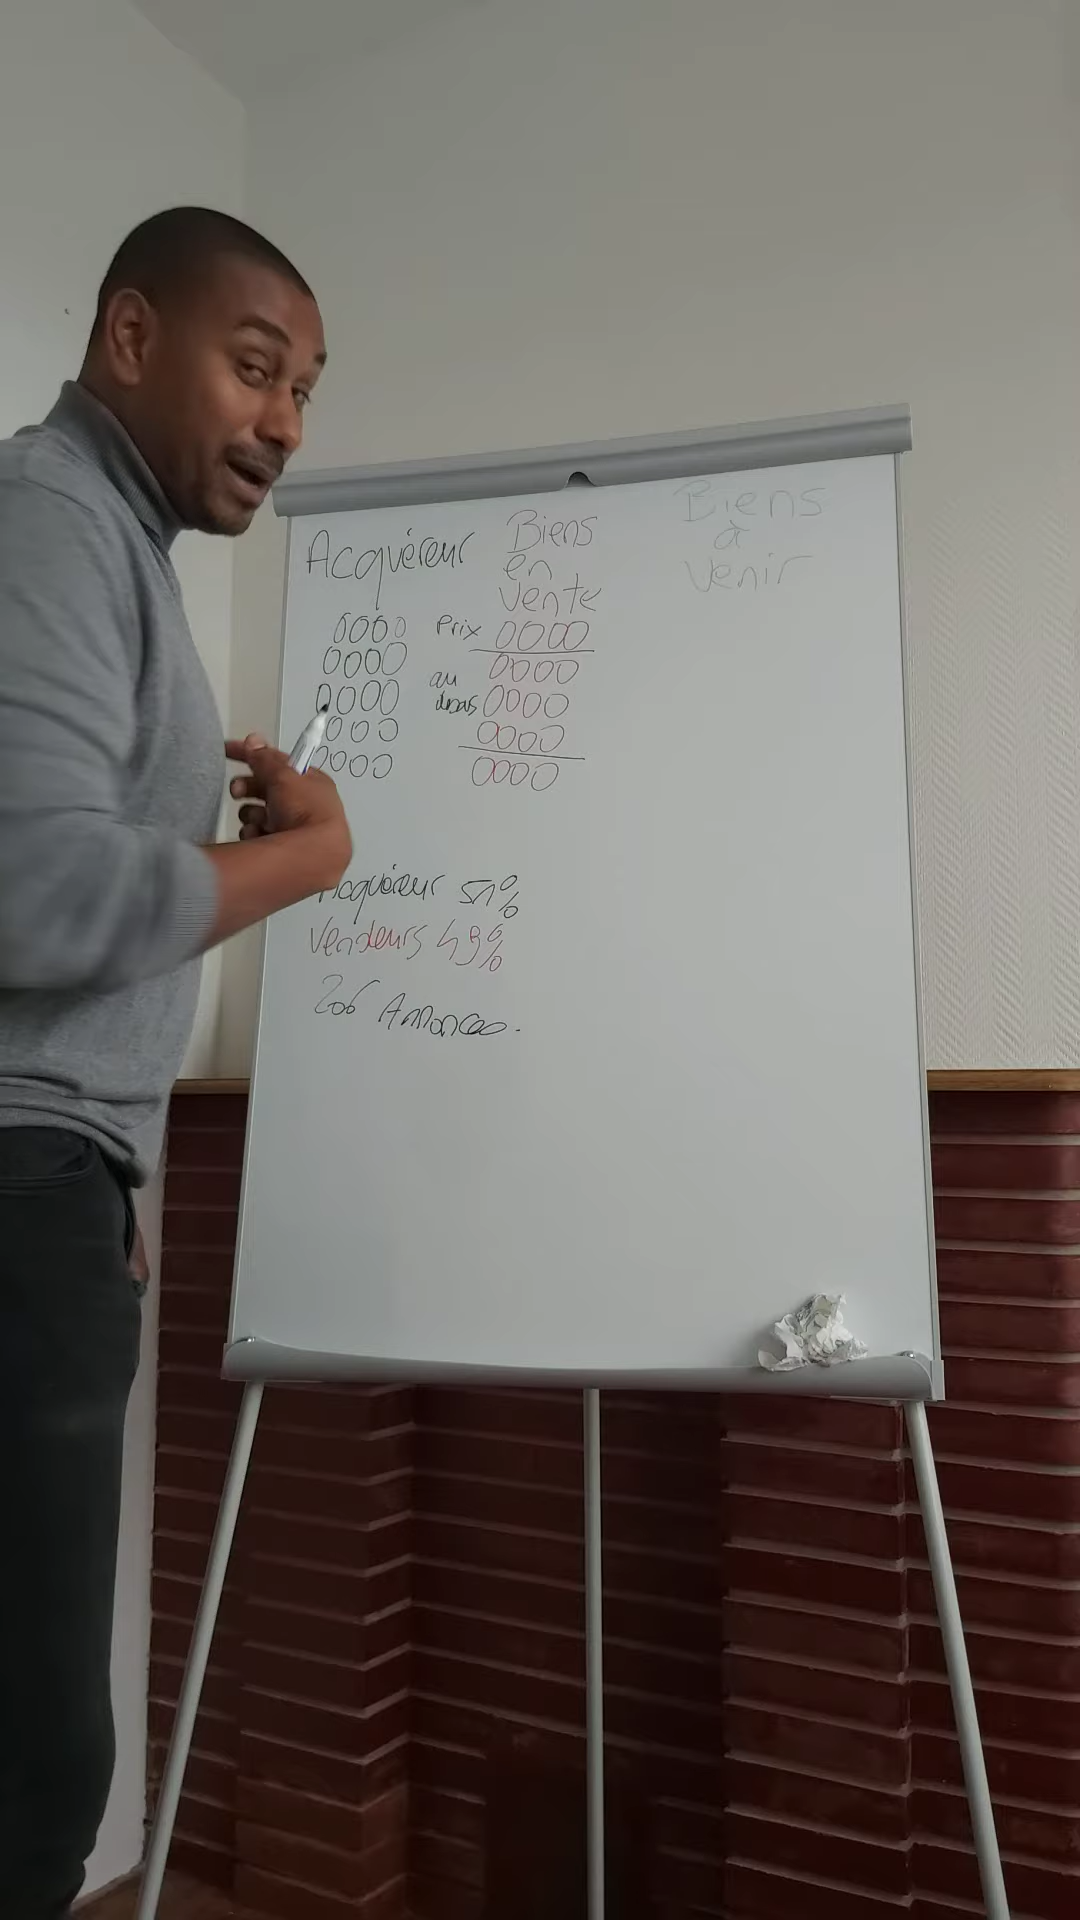 Acquéreur
Biens
en
vente
Biens
à
venir
0000
0000
0000
000
0000
Prix
au
0000
0000
0000
0000
0000
Acquéreur 51%
Vendeurs 49%
206 Annonces.